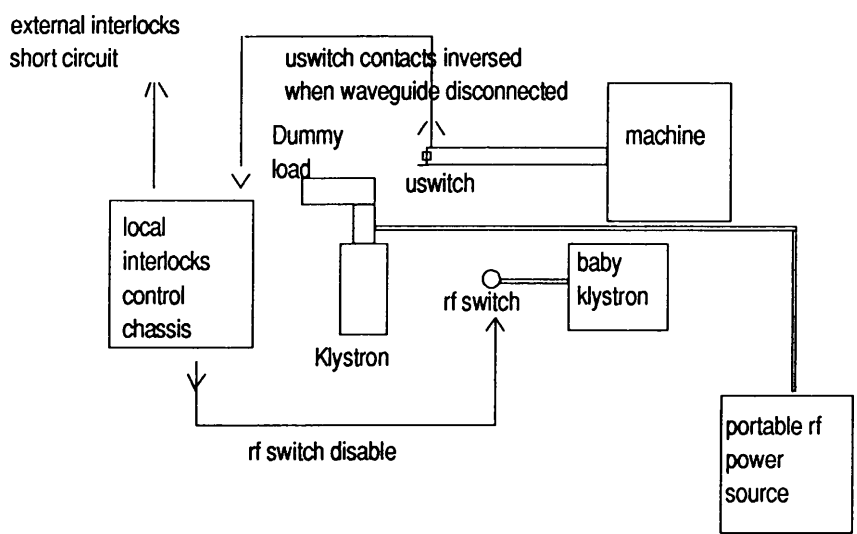 external interlocks
short circuit
uswitch contacts inversed
when waveguide disconnected
Dummy
load
uswitch
machine
local
interlocks
control
chassis
baby
klystron
rf switch
Klystron
rf switch disable
portable rf
power
source